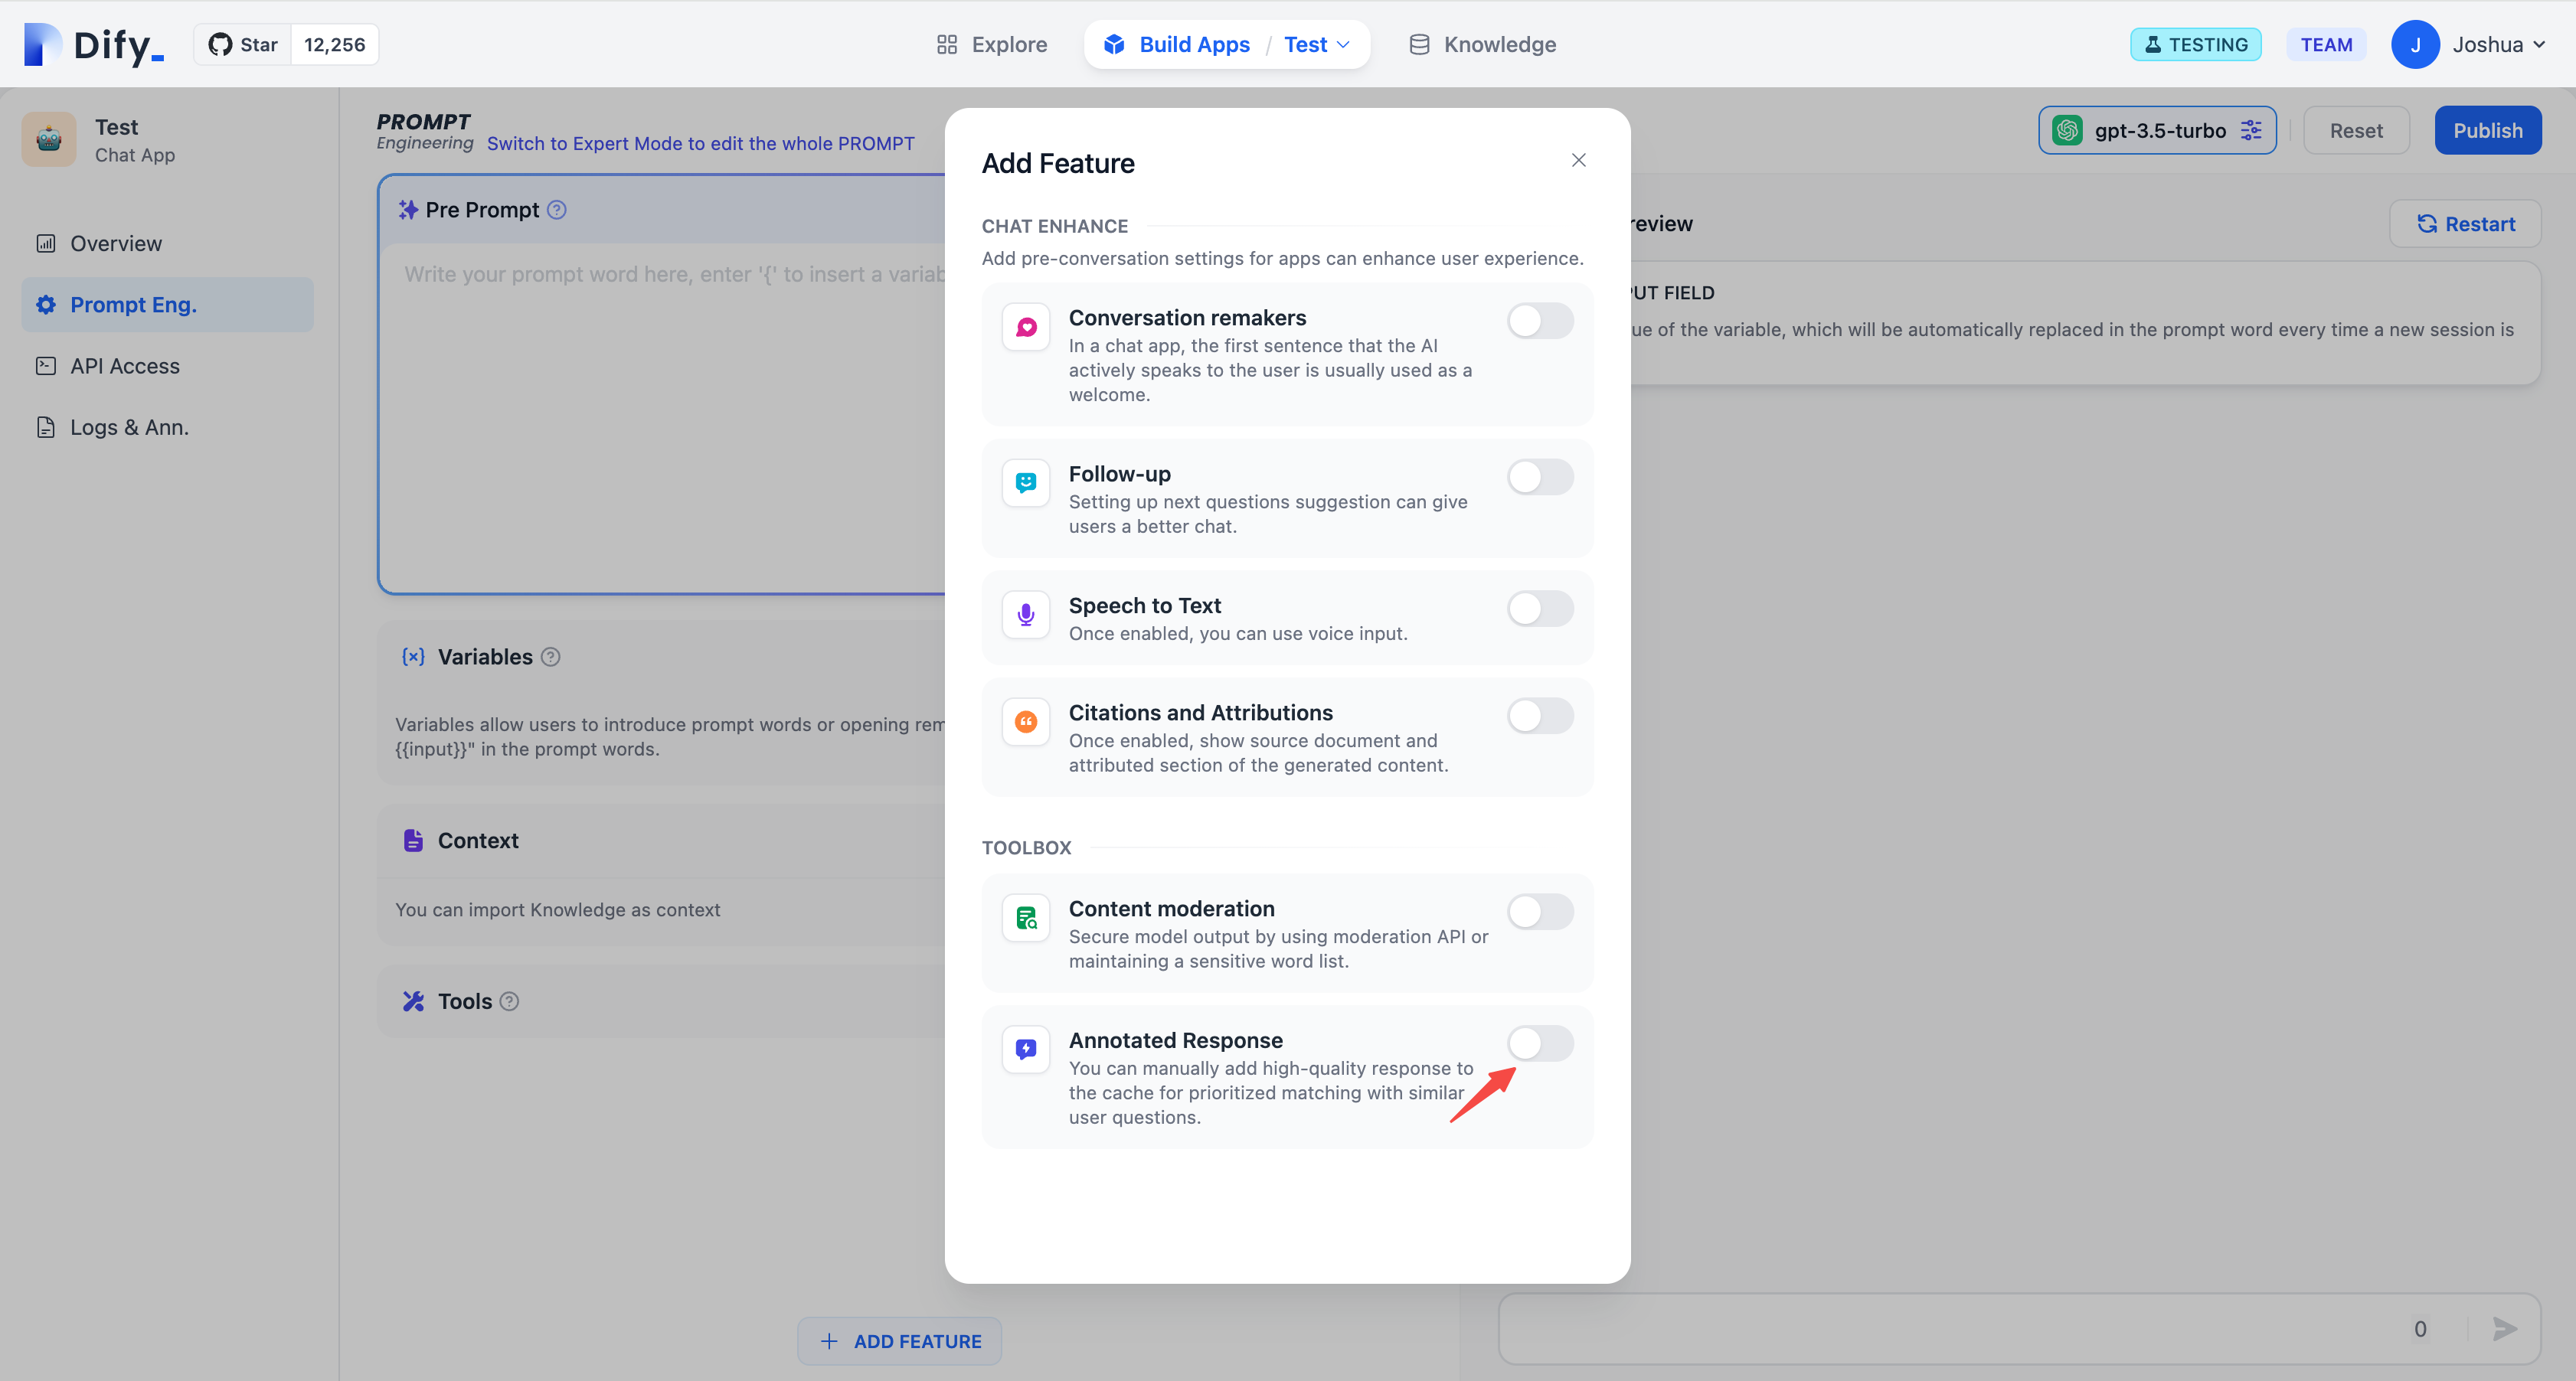 Dify_
Star 12,256
Explore
Build Apps / Test
Knowledge
TESTING
TEAM
J
Joshua
Test
Chat App
Overview
Prompt Eng.
API Access
Logs & Ann.
PROMPT
Engineering
Switch to Expert Mode to edit the whole PROMPT
gpt-3.5-turbo
Reset
Publish
Pre Prompt
Write your prompt word here, enter '{' to insert a variab
Variables
Variables allow users to introduce prompt words or opening rem
{{input}}" in the prompt words.
Context
You can import Knowledge as context
Tools
+ ADD FEATURE
Add Feature
CHAT ENHANCE
Add pre-conversation settings for apps can enhance user experience.
Conversation remakers
In a chat app, the first sentence that the AI
actively speaks to the user is usually used as a
welcome.
Follow-up
Setting up next questions suggestion can give
users a better chat.
Speech to Text
Once enabled, you can use voice input.
Citations and Attributions
Once enabled, show source document and
attributed section of the generated content.
TOOLBOX
Content moderation
Secure model output by using moderation API or
maintaining a sensitive word list.
Annotated Response
You can manually add high-quality response to
the cache for prioritized matching with similar
user questions.
review
Restart
PUT FIELD
ue of the variable, which will be automatically replaced in the prompt word every time a new session is
0